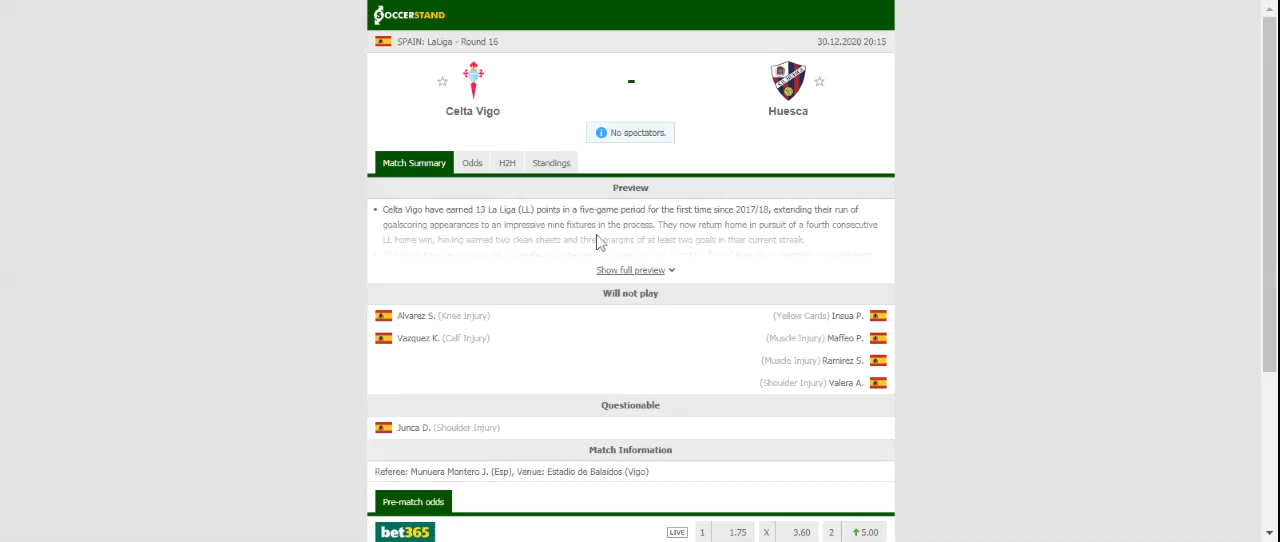 SOCCERSTAND
SPAIN: LaLiga - Round 16 30.12.2020 20:15
-
Celta Vigo Huesca
No spectators.
Match Summary Odds H2H Standings
Preview
• Celta Vigo have earned 13 La Liga (LL) points in a five-game period for the first time since 2017/18, extending their run of
goalscoring appearances to an impressive nine fixtures in the process. They now return home in pursuit of a fourth consecutive
LL home win, having earned two clean sheets and three margins of at least two goals in their current streak.
Show full preview
Will not play
Alvarez S. (Knee Injury) (Yellow Cards) Insua P.
Vazquez K. (Calf Injury) (Muscle Injury) Maffeo P.
(Muscle Injury) Ramirez S.
(Shoulder Injury) Valera A.
Questionable
Junca D. (Shoulder Injury)
Match Information
Referee: Munuera Montero J. (Esp), Venue: Estadio de Balaídos (Vigo)
Pre-match odds
bet365 LIVE 1 1.75 X 3.60 2 5.00